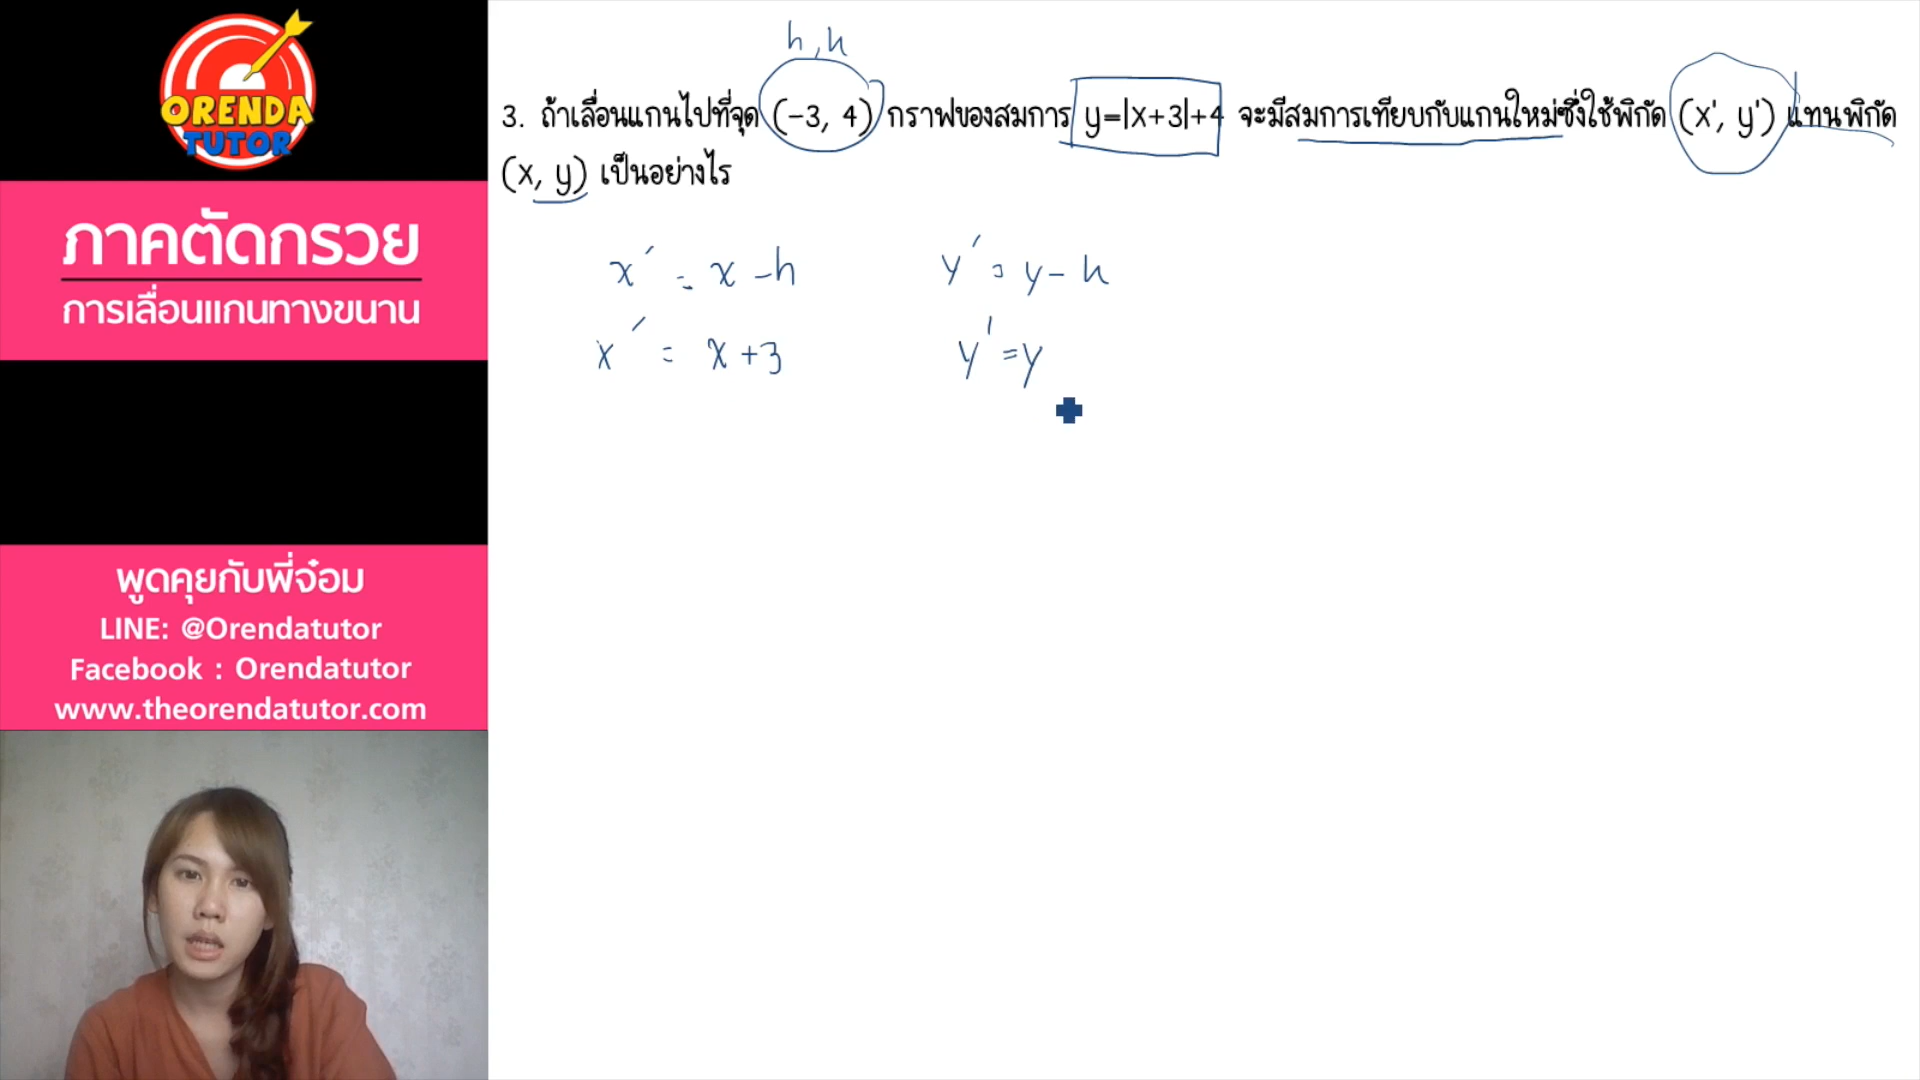 ORENDA
TUTOR
ภาคตัดกรวย
การเลื่อนแกนทางขนาน
พูดคุยกับพี่จ๋อม
LINE: @Orendatutor
Facebook : Orendatutor
www.theorendatutor.com
h, k
3. ถ้าเลื่อนแกนไปที่จุด (-3, 4) กราฟของสมการ y=|x+3|+4 จะมีสมการเทียบกับแกนใหม่ซึ่งใช้พิกัด (x', y') แทนพิกัด
(x, y) เป็นอย่างไร
x' = x - h y' = y - k
x' = x + 3 y' = y